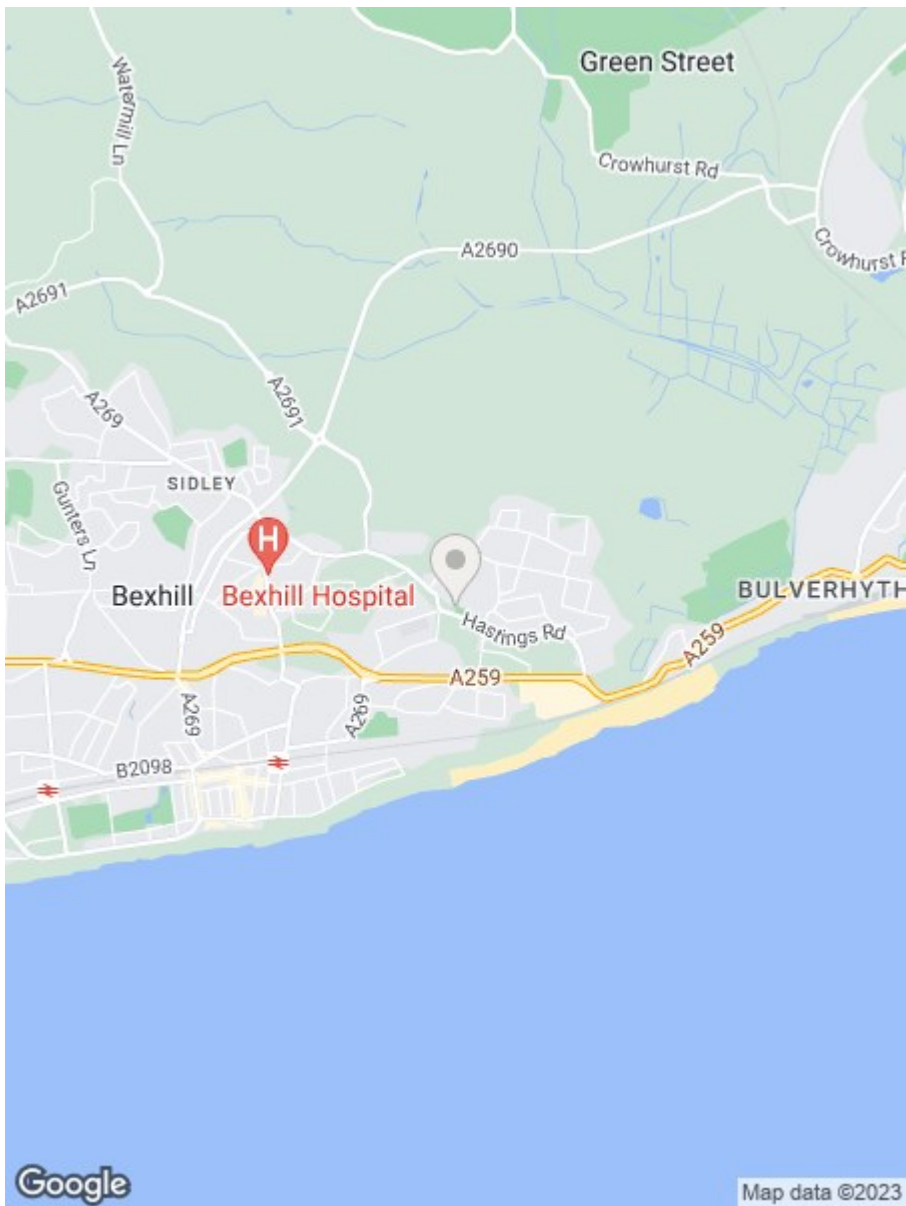 Green Street
Watermill Ln
Crowhurst Rd
Crowhurst R
A2690
A2691
A2691
A269
SIDLEY
Gunters Ln
H
Bexhill
Bexhill Hospital
Hastings Rd
BULVERHYTH
A259
A259
A269
A269
B2098
Google
Map data ©2023